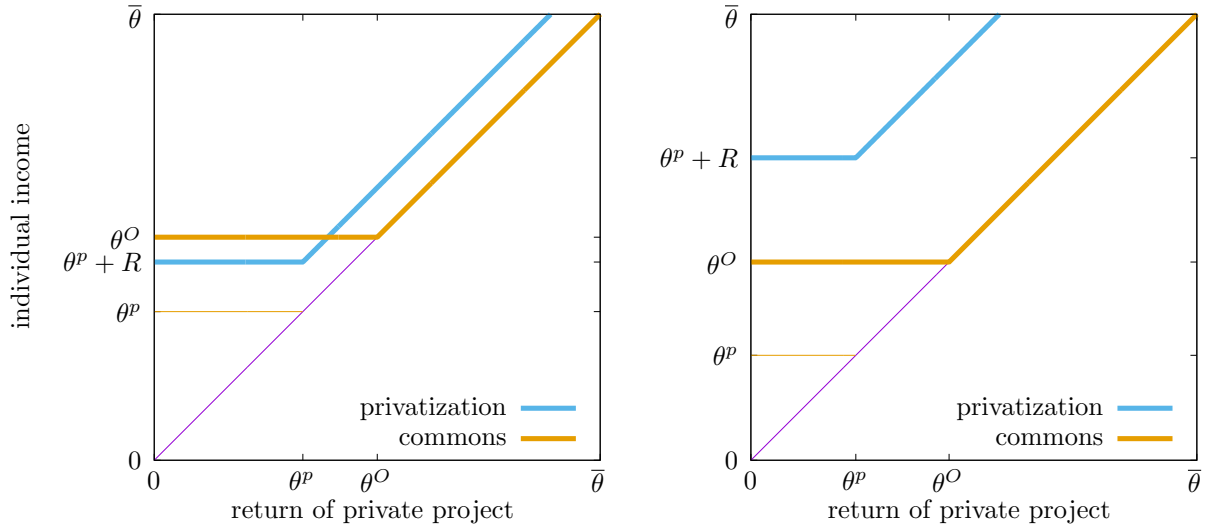 individual income
θ̅
θ^O
θ^p + R
θ^p
0
privatization
commons
0
θ^p
θ^O
θ̅
return of private project
θ̅
θ^p + R
θ^O
θ^p
0
privatization
commons
0
θ^p
θ^O
θ̅
return of private project